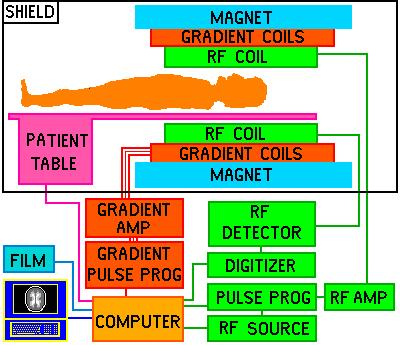 SHIELD
MAGNET
GRADIENT COILS
RF COIL
RF COIL
GRADIENT COILS
MAGNET
PATIENT
TABLE
GRADIENT
AMP
RF
DETECTOR
GRADIENT
PULSE PROG
FILM
DIGITIZER
PULSE PROG
RF AMP
COMPUTER
RF SOURCE